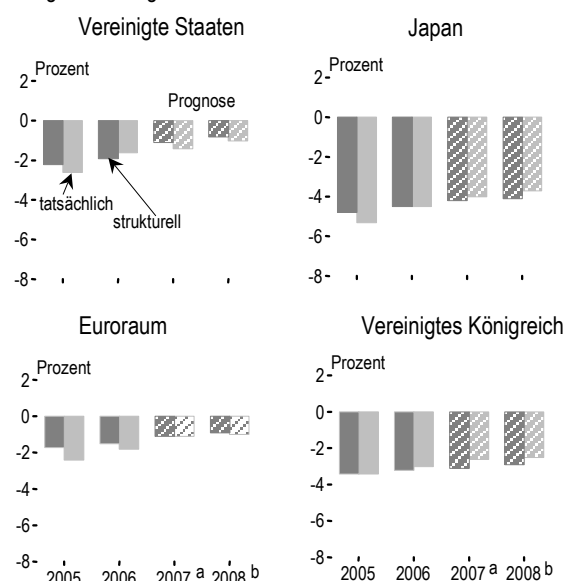 Vereinigte Staaten
Prozent
2
0
-2
-4
-6
-8
Prognose
tatsächlich
strukturell
Japan
Prozent
2
0
-2
-4
-6
-8
Euroraum
Prozent
2
0
-2
-4
-6
-8
2005 2006 2007 a 2008 b
Vereinigtes Königreich
Prozent
2
0
-2
-4
-6
-8
2005 2006 2007 a 2008 b